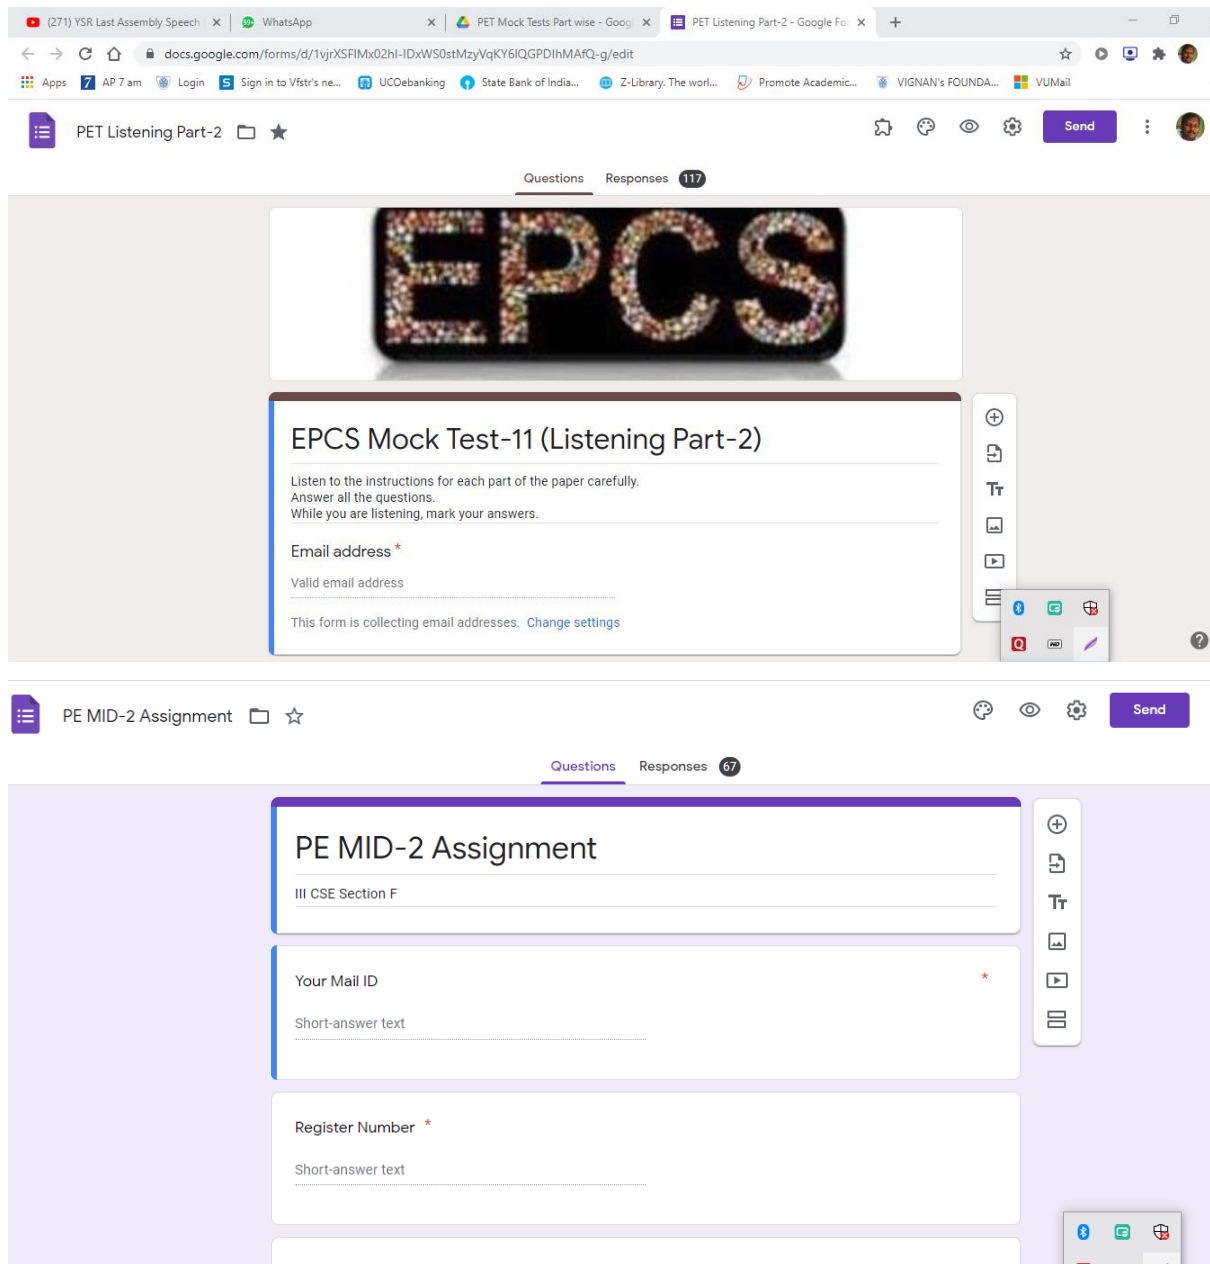 (271) YSR Last Assembly Speech
WhatsApp
PET Mock Tests Part wise - Goog
PET Listening Part-2 - Google Fo
docs.google.com/forms/d/1vjrXSFIMx02hI-IDxWS0stMzyVqKY6lQGPDIhMAfQ-g/edit
Apps
7 AP 7 am
Login
S Sign in to Vfstr's ne...
UCOebanking
State Bank of India...
Z-Library. The worl...
Promote Academic...
VIGNAN's FOUNDA...
VUMail
PET Listening Part-2
Send
Questions Responses 117
EPCS
EPCS Mock Test-11 (Listening Part-2)
Listen to the instructions for each part of the paper carefully.
Answer all the questions.
While you are listening, mark your answers.
Email address *
Valid email address
This form is collecting email addresses. Change settings
PE MID-2 Assignment
Send
Questions Responses 67
PE MID-2 Assignment
III CSE Section F
Your Mail ID *
Short-answer text
Register Number *
Short-answer text